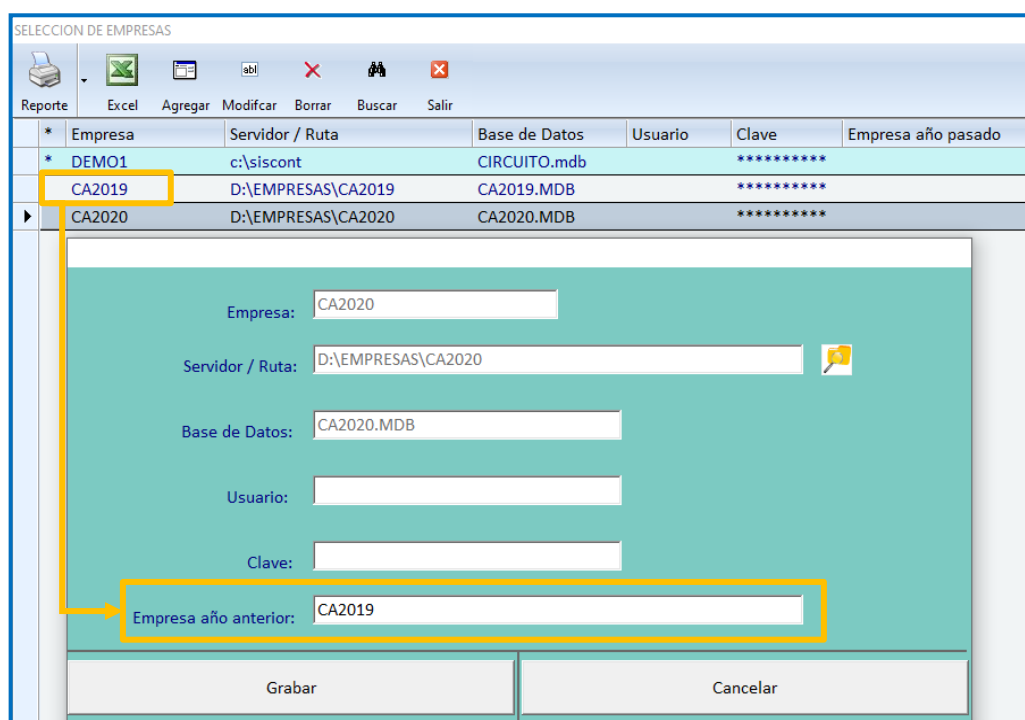 SELECCION DE EMPRESAS
abl
Reporte Excel Agregar Modifcar Borrar Buscar Salir
* Empresa Servidor / Ruta Base de Datos Usuario Clave Empresa año pasado
* DEMO1 c:\siscont CIRCUITO.mdb **********
CA2019 D:\EMPRESAS\CA2019 CA2019.MDB **********
CA2020 D:\EMPRESAS\CA2020 CA2020.MDB **********
Empresa: CA2020
Servidor / Ruta: D:\EMPRESAS\CA2020
Base de Datos: CA2020.MDB
Usuario:
Clave:
Empresa año anterior: CA2019
Grabar Cancelar